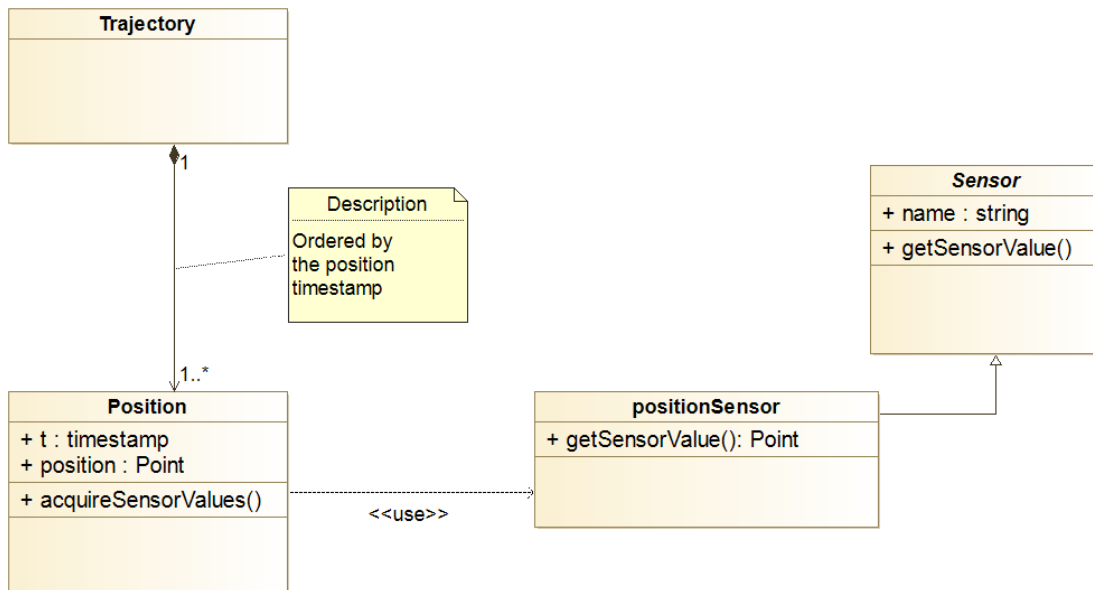 Trajectory
1
Description
Ordered by
the position
timestamp
Sensor
+ name : string
+ getSensorValue()
1..*
Position
+ t : timestamp
+ position : Point
+ acquireSensorValues()
<<use>>
positionSensor
+ getSensorValue(): Point